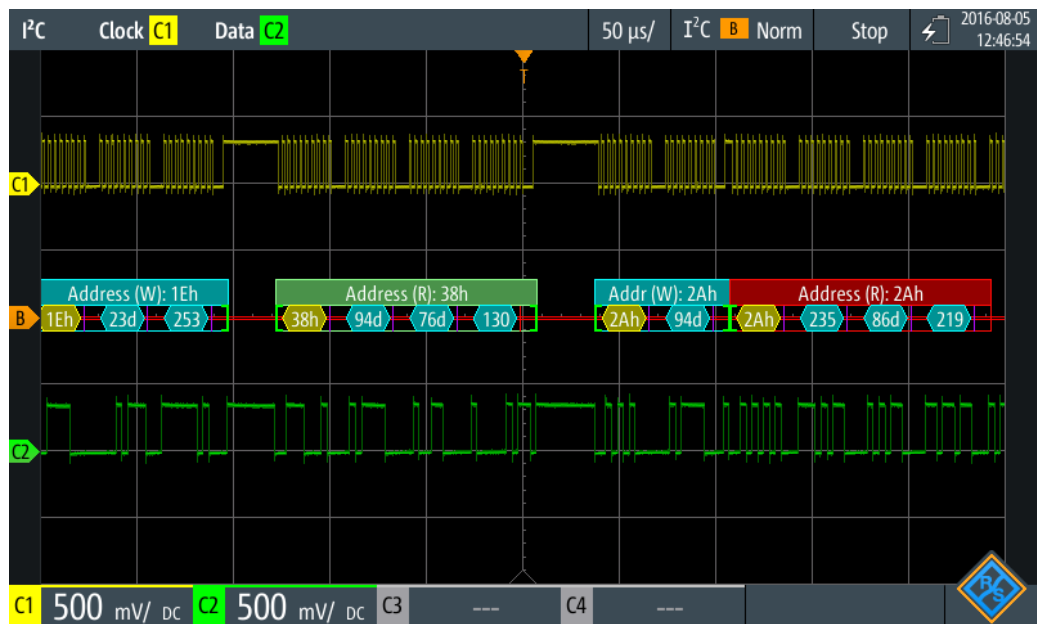 I²C Clock C1 Data C2 50 µs/ I²C B Norm Stop 2016-08-05
12:46:54
T
C1
Address (W): 1Eh Address (R): 38h Addr (W): 2Ah Address (R): 2Ah
B 1Eh 23d 253 38h 94d 76d 130 2Ah 94d 2Ah 235 86d 219
C2
C1 500 mV/ DC C2 500 mV/ DC C3 --- C4 ---
R&S